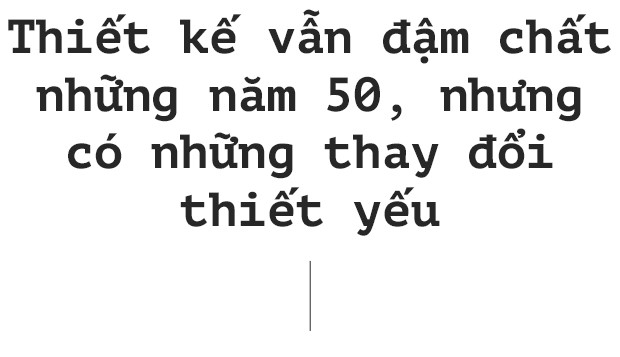 Thiết kế vẫn đậm chất
những năm 50, nhưng
có những thay đổi
thiết yếu